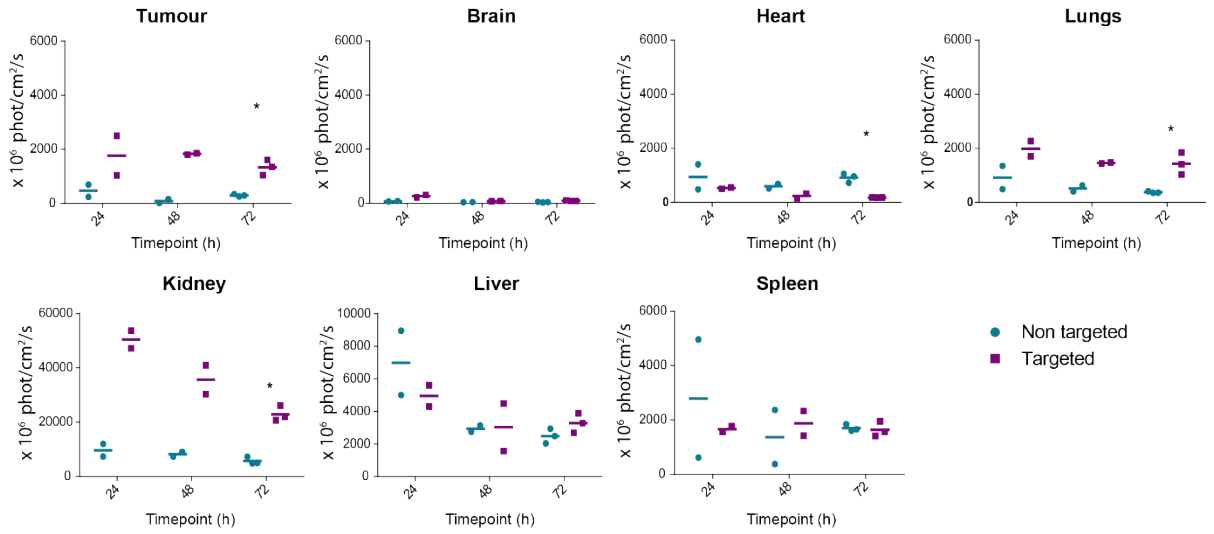 Tumour
x 10⁶ phot/cm²/s
6000
4000
2000
0
*
24
48
72
Timepoint (h)
Brain
x 10⁶ phot/cm²/s
6000
4000
2000
0
24
48
72
Timepoint (h)
Heart
x 10⁶ phot/cm²/s
6000
4000
2000
0
*
24
48
72
Timepoint (h)
Lungs
x 10⁶ phot/cm²/s
6000
4000
2000
0
*
24
48
72
Timepoint (h)
Kidney
x 10⁶ phot/cm²/s
60000
40000
20000
0
*
24
48
72
Timepoint (h)
Liver
x 10⁶ phot/cm²/s
10000
8000
6000
4000
2000
0
24
48
72
Timepoint (h)
Spleen
x 10⁶ phot/cm²/s
6000
4000
2000
0
24
48
72
Timepoint (h)
Non targeted
Targeted